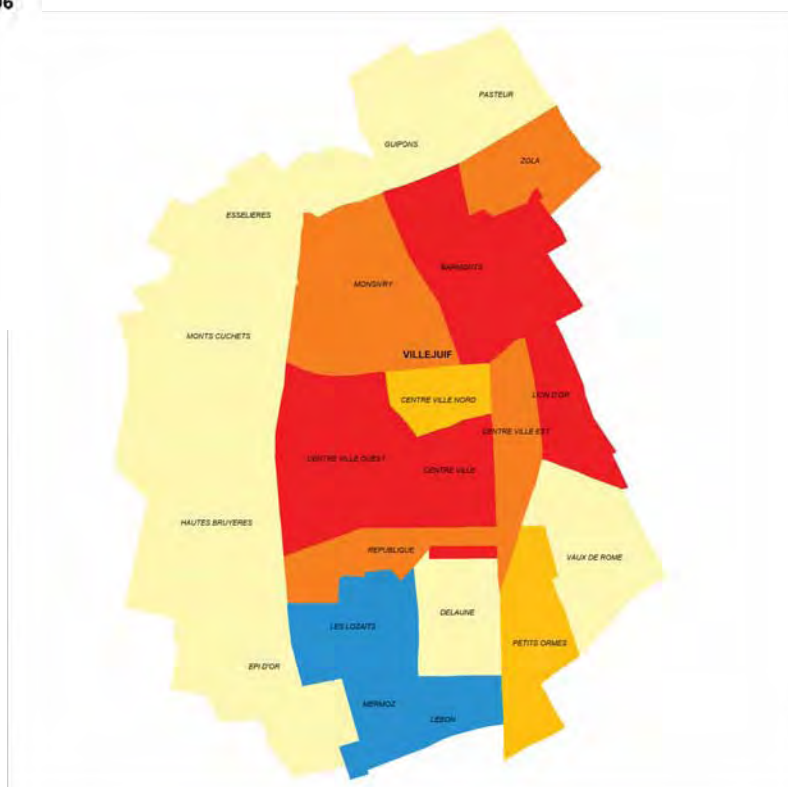 06
PASTEUR
GUIPONS
ZOLA
ESSELIERES
BARMONTS
MONSIVRY
MONTS CUCHETS
VILLEJUIF
CENTRE VILLE NORD
LION D'OR
CENTRE VILLE EST
CENTRE VILLE OUEST
CENTRE VILLE
HAUTES BRUYERES
REPUBLIQUE
VAUX DE ROME
DELAUNE
LES LOZAITS
PETITS ORMES
EPI D'OR
MERMOZ
LEBON